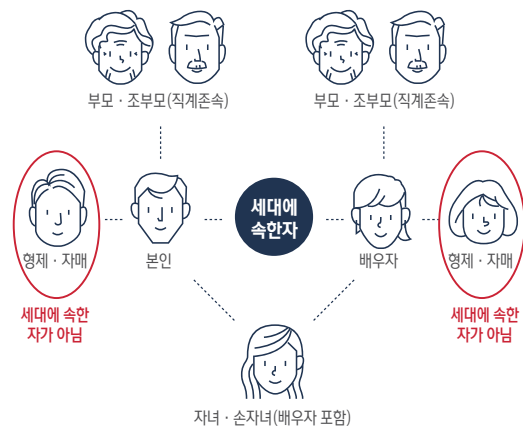 부모 · 조부모(직계존속)
부모 · 조부모(직계존속)
세대에
속한자
형제 · 자매
본인
배우자
형제 · 자매
세대에 속한
자가 아님
세대에 속한
자가 아님
자녀 · 손자녀(배우자 포함)